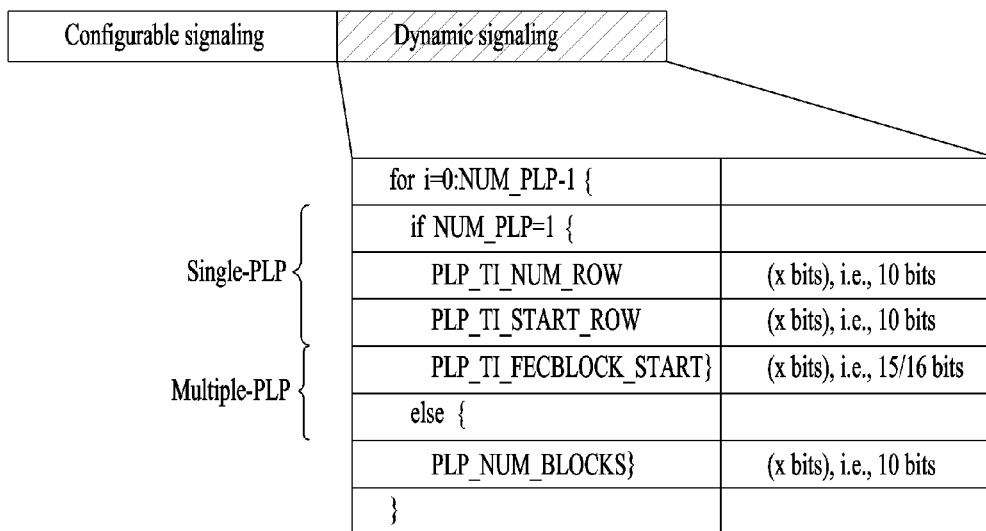 Configurable signaling
Dynamic signaling
for i=0:NUM_PLP-1 {
if NUM_PLP=1 {
Single-PLP
PLP_TI_NUM_ROW (x bits), i.e., 10 bits
PLP_TI_START_ROW (x bits), i.e., 10 bits
PLP_TI_FECBLOCK_START} (x bits), i.e., 15/16 bits
Multiple-PLP
else {
PLP_NUM_BLOCKS} (x bits), i.e., 10 bits
}